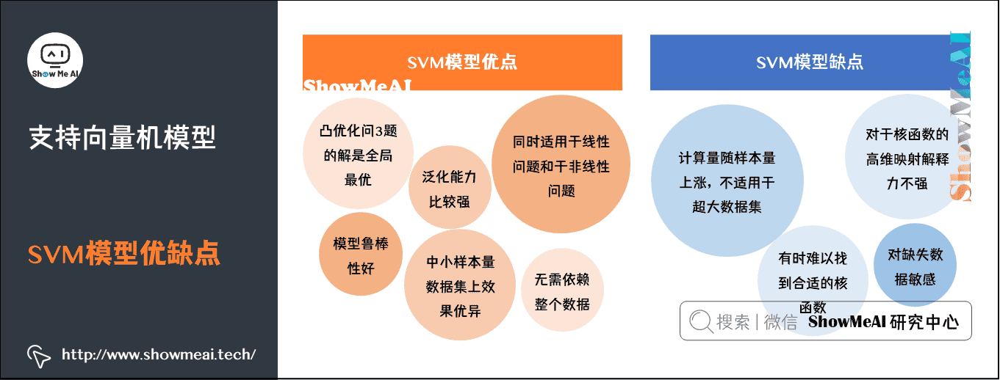 Show Me AI
支持向量机模型
SVM模型优缺点
http://www.showmeai.tech/
SVM模型优点
ShowMeAI
凸优化问3题
的解是全局
最优
泛化能力
比较强
同时适用于线性
问题和于非线性
问题
模型鲁棒
性好
中小样本量
数据集上效
果优异
无需依赖
整个数据
SVM模型缺点
ShowMeAI
计算量随样本量
上涨，不适用于
超大数据集
对于核函数的
高维映射解释
力不强
有时难以找
到合适的核
函数
对缺失数
据敏感
搜索 | 微信 ShowMeAI 研究中心